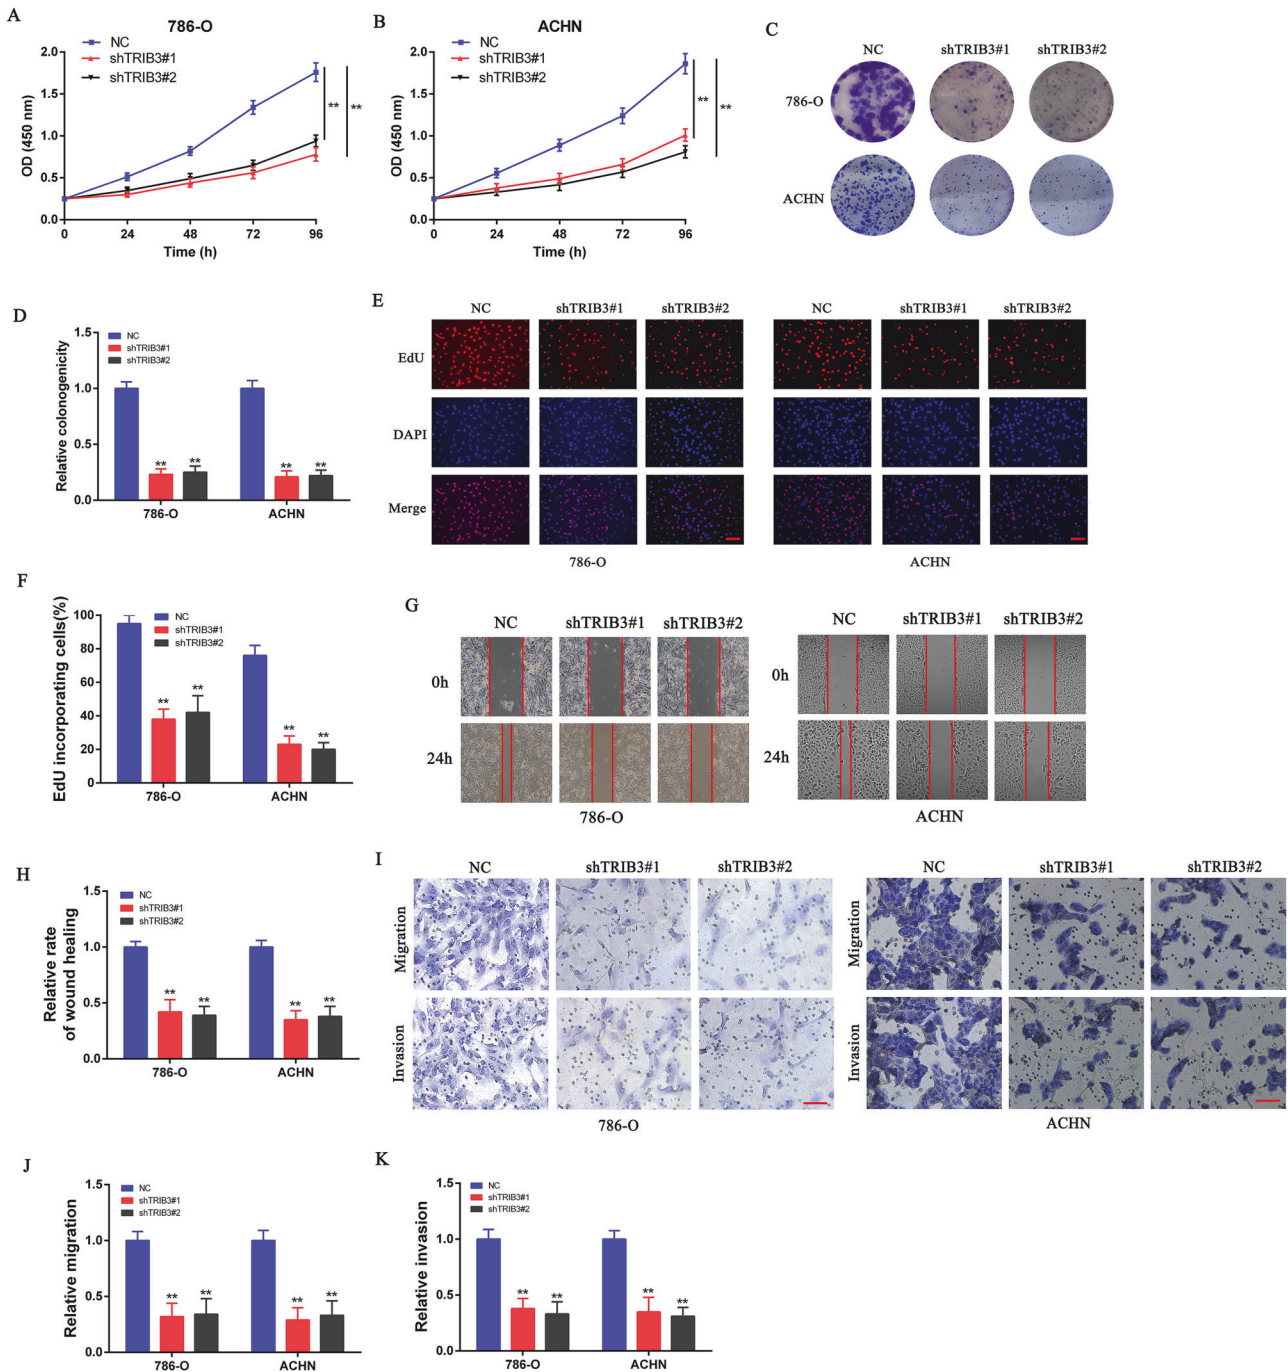 A
786-O
NC
shTRIB3#1
shTRIB3#2
OD (450 nm)
2.0
1.5
1.0
0.5
0.0
0 24 48 72 96
Time (h)
** **
B
ACHN
NC
shTRIB3#1
shTRIB3#2
OD (450 nm)
2.0
1.5
1.0
0.5
0.0
0 24 48 72 96
Time (h)
** **
C
NC shTRIB3#1 shTRIB3#2
786-O
ACHN
D
Relative colonogenicity
1.5
1.0
0.5
0.0
NC
shTRIB3#1
shTRIB3#2
** ** ** **
786-O ACHN
E
NC shTRIB3#1 shTRIB3#2 NC shTRIB3#1 shTRIB3#2
EdU
DAPI
Merge
786-O ACHN
F
EdU incorporating cells(%)
100
80
60
40
20
0
NC
shTRIB3#1
shTRIB3#2
** ** ** **
786-O ACHN
G
NC shTRIB3#1 shTRIB3#2
0h
24h
786-O
NC shTRIB3#1 shTRIB3#2
0h
24h
ACHN
H
Relative rate
of wound healing
1.5
1.0
0.5
0.0
NC
shTRIB3#1
shTRIB3#2
** ** ** **
786-O ACHN
I
NC shTRIB3#1 shTRIB3#2
Migration
Invasion
786-O
NC shTRIB3#1 shTRIB3#2
Migration
Invasion
ACHN
J
Relative migration
1.5
1.0
0.5
0.0
NC
shTRIB3#1
shTRIB3#2
** ** ** **
786-O ACHN
K
Relative invasion
1.5
1.0
0.5
0.0
NC
shTRIB3#1
shTRIB3#2
** ** ** **
786-O ACHN